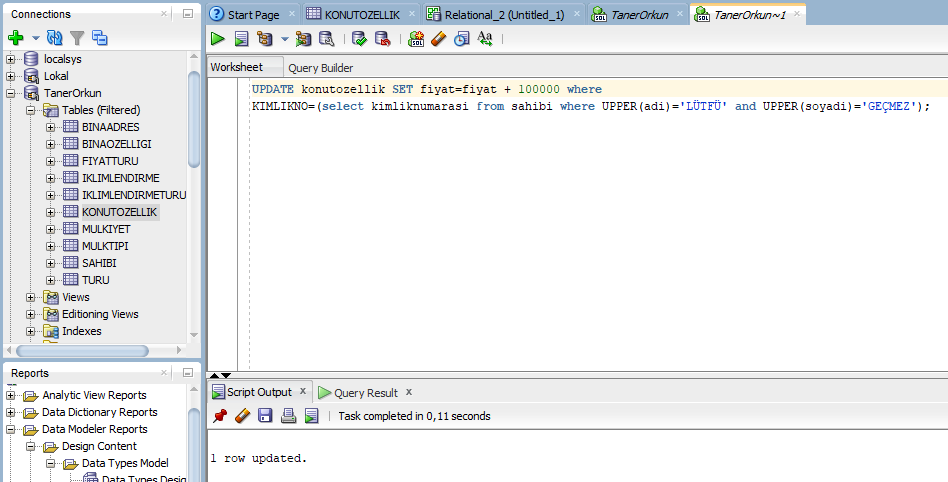 Connections
localsys
Lokal
TanerOrkun
Tables (Filtered)
BINAADRES
BINAOZELLIGI
FIYATTURU
IKLIMLENDIRME
IKLIMLENDIRMETURU
KONUTOZELLIK
MULKIYET
MULKTIPI
SAHIBI
TURU
Views
Editioning Views
Indexes
Reports
Analytic View Reports
Data Dictionary Reports
Data Modeler Reports
Design Content
Data Types Model
Data Types Desig
Start Page
KONUTOZELLIK
Relational_2 (Untitled_1)
TanerOrkun
TanerOrkun~1
Worksheet
Query Builder
UPDATE konutozellik SET fiyat=fiyat + 100000 where
KIMLIKNO=(select kimliknumarasi from sahibi where UPPER(adi)='LÜTFÜ' and UPPER(soyadi)='GEÇMEZ');
Script Output
Query Result
Task completed in 0,11 seconds
1 row updated.